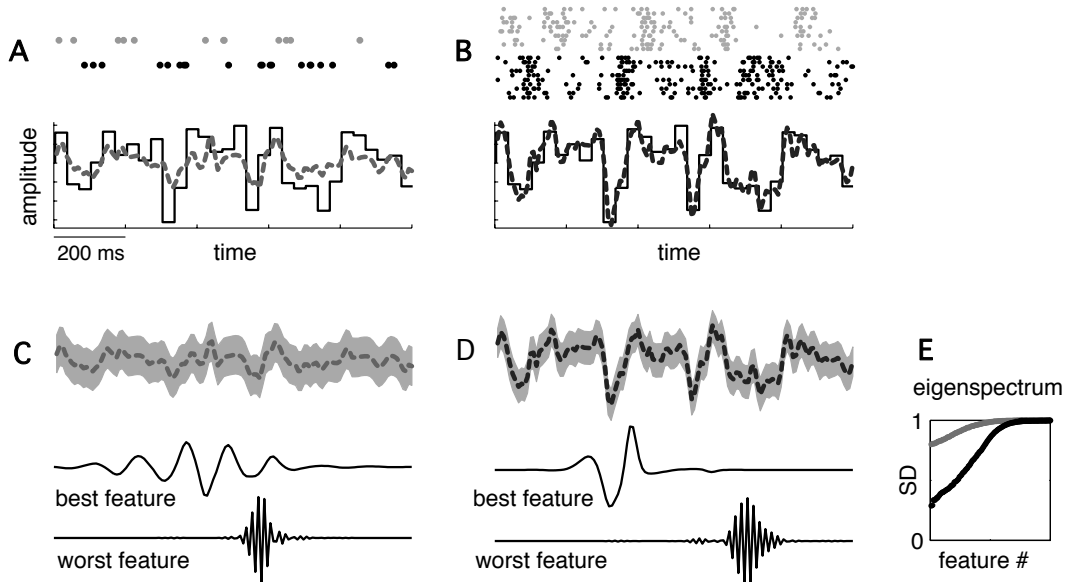 A
B
amplitude
200 ms
time
time
C
D
E
eigenspectrum
best feature
best feature
1
SD
0
worst feature
worst feature
feature #